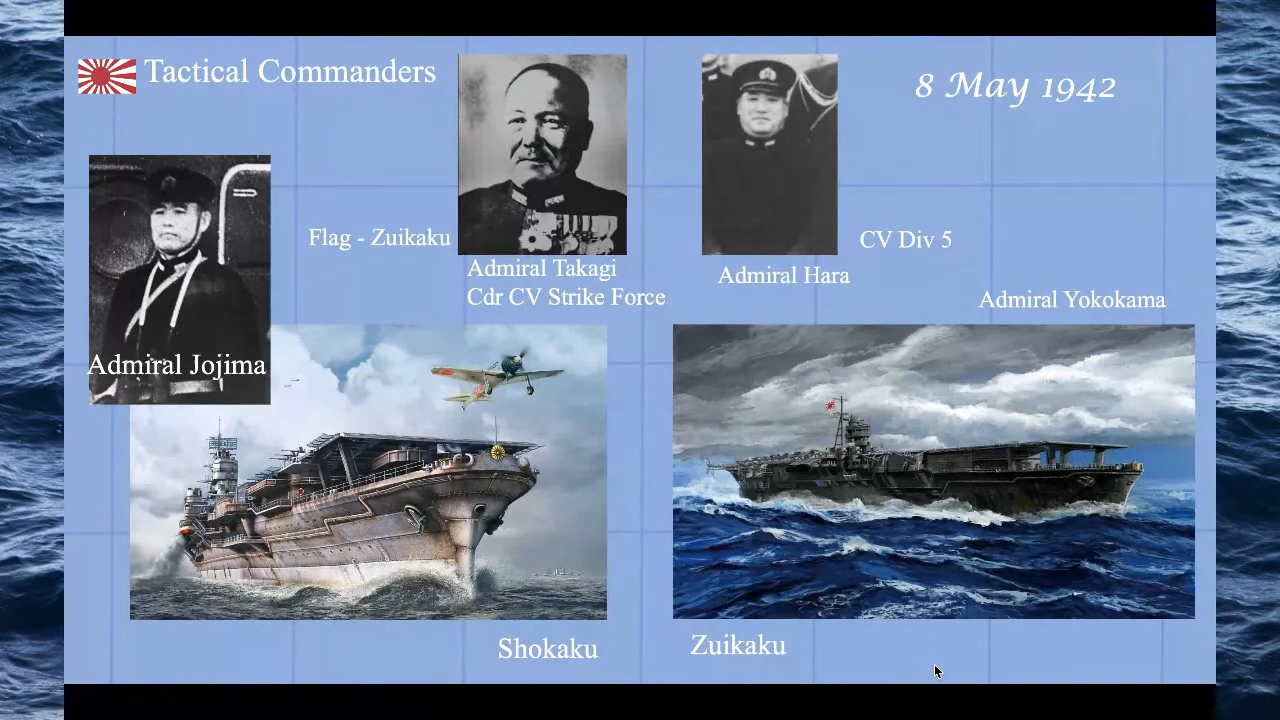 Tactical Commanders
8 May 1942
Flag - Zuikaku
CV Div 5
Admiral Takagi
Cdr CV Strike Force
Admiral Hara
Admiral Yokokama
Admiral Jojima
Shokaku
Zuikaku